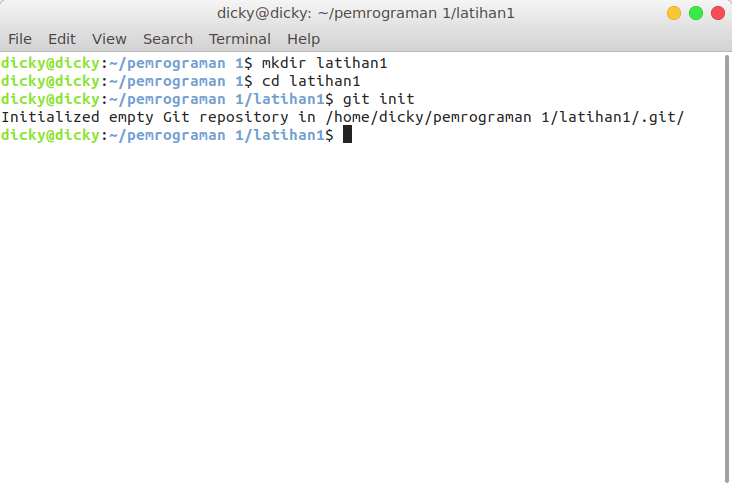 dicky@dicky: ~/pemrograman 1/latihan1
File Edit View Search Terminal Help
dicky@dicky:~/pemrograman 1$ mkdir latihan1
dicky@dicky:~/pemrograman 1$ cd latihan1
dicky@dicky:~/pemrograman 1/latihan1$ git init
Initialized empty Git repository in /home/dicky/pemrograman 1/latihan1/.git/
dicky@dicky:~/pemrograman 1/latihan1$